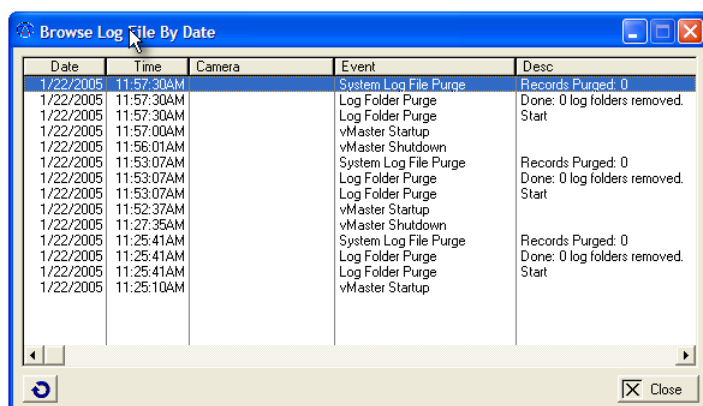 Browse Log File By Date
Date Time Camera Event Desc
1/22/2005 11:57:30AM System Log File Purge Records Purged: 0
1/22/2005 11:57:30AM Log Folder Purge Done: 0 log folders removed.
1/22/2005 11:57:30AM Log Folder Purge Start
1/22/2005 11:57:00AM vMaster Startup
1/22/2005 11:56:01AM vMaster Shutdown
1/22/2005 11:53:07AM System Log File Purge Records Purged: 0
1/22/2005 11:53:07AM Log Folder Purge Done: 0 log folders removed.
1/22/2005 11:53:07AM Log Folder Purge Start
1/22/2005 11:52:37AM vMaster Startup
1/22/2005 11:27:35AM vMaster Shutdown
1/22/2005 11:25:41AM System Log File Purge Records Purged: 0
1/22/2005 11:25:41AM Log Folder Purge Done: 0 log folders removed.
1/22/2005 11:25:41AM Log Folder Purge Start
1/22/2005 11:25:10AM vMaster Startup
Close